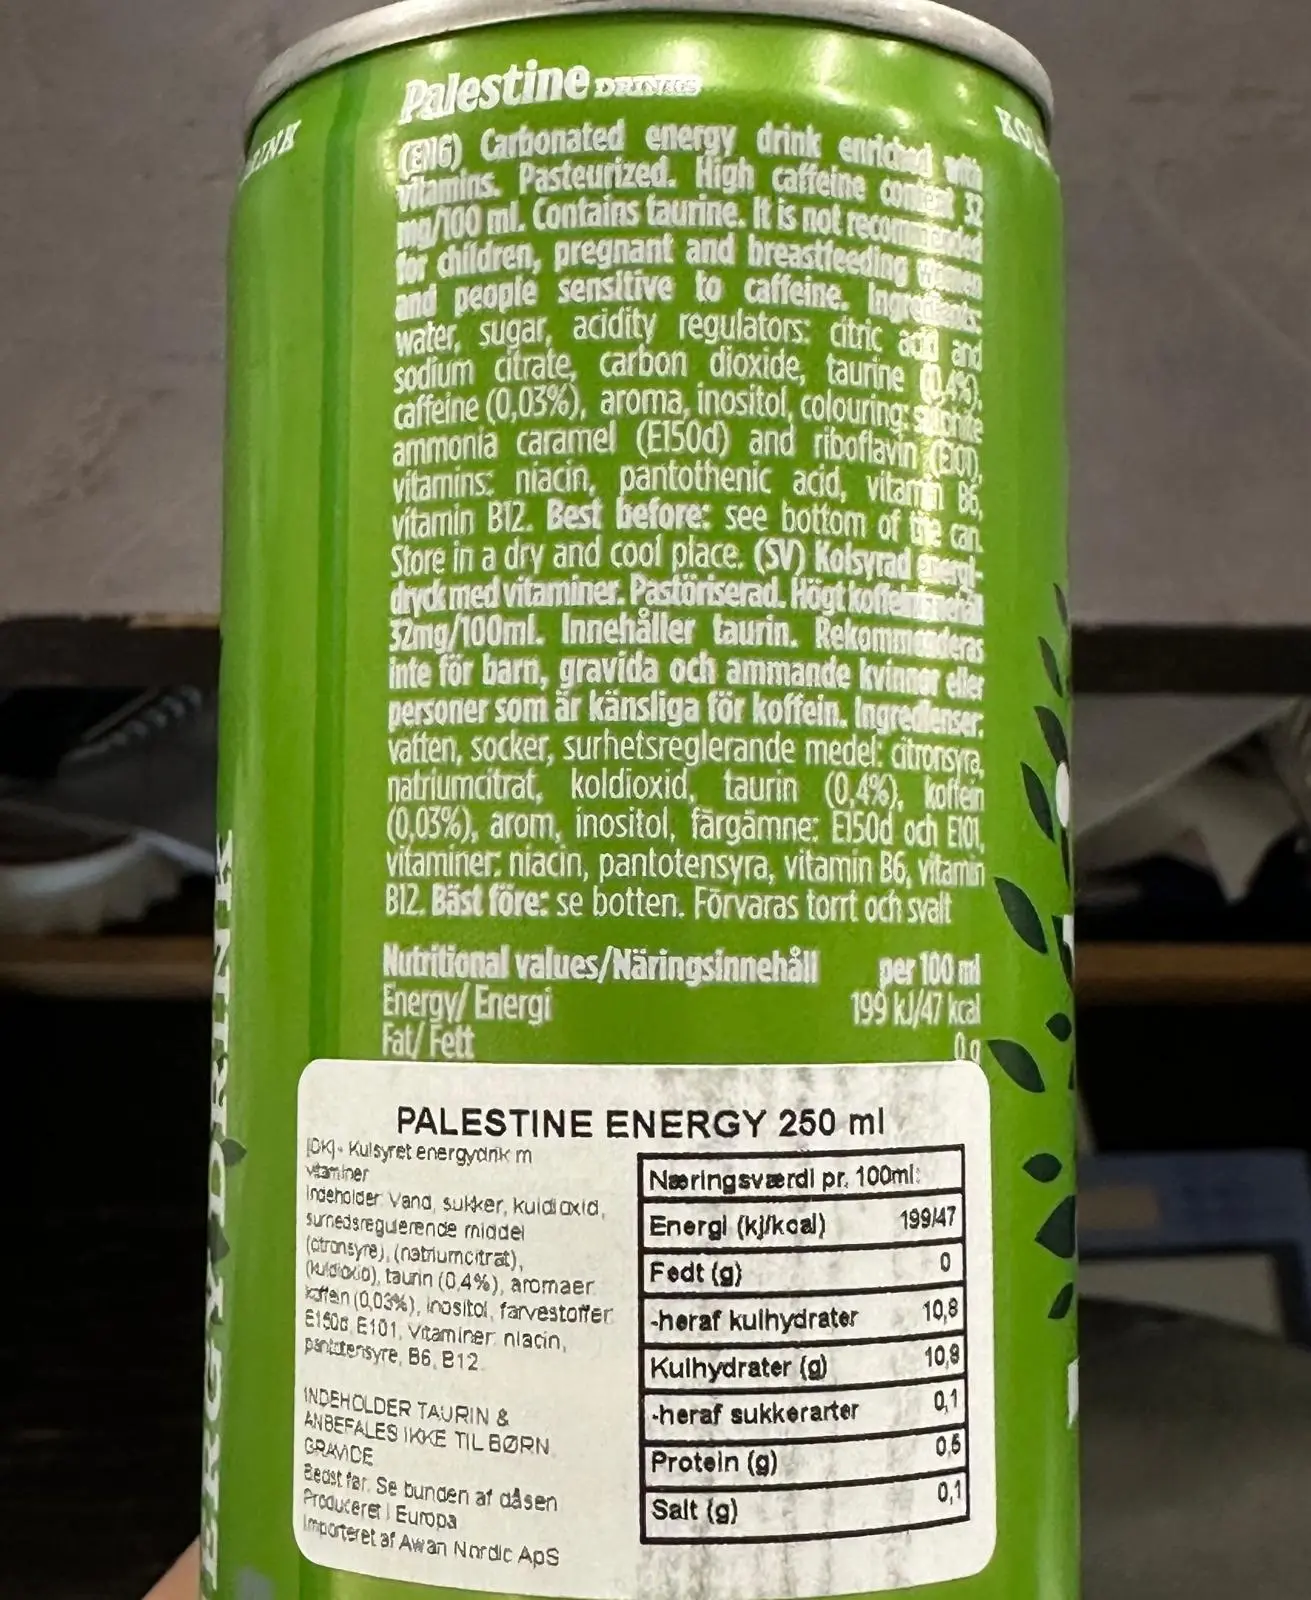 Palestine DRINKS
(ENG) Carbonated energy drink enriched with
vitamins. Pasteurized. High caffeine content 32
mg/100 ml. Contains taurine. It is not recommended
for children, pregnant and breastfeeding women
and people sensitive to caffeine. Ingredients:
water, sugar, acidity regulators: citric acid and
sodium citrate, carbon dioxide, taurine (0,4%),
caffeine (0,03%), aroma, inositol, colouring: sulphite
ammonia caramel (E150d) and riboflavin (E101),
vitamins: niacin, pantothenic acid, vitamin B6,
vitamin B12. Best before: see bottom of the can.
Store in a dry and cool place. (SV) Kolsyrad energi-
dryck med vitaminer. Pastöriserad. Högt koffeininnehåll
32mg/100ml. Innehåller taurin. Rekommenderas
inte för barn, gravida och ammande kvinnor eller
personer som är känsliga för koffein. Ingredienser:
vatten, socker, surhetsreglerande medel: citronsyra,
natriumcitrat, koldioxid, taurin (0,4%), koffein
(0,03%), arom, inositol, färgämne: E150d och E101,
vitaminer: niacin, pantotensyra, vitamin B6, vitamin
B12. Bäst före: se botten. Förvaras torrt och svalt
Nutritional values/Näringsinnehåll per 100 ml
Energy/ Energi 199 kJ/47 kcal
Fat/ Fett 0 g
PALESTINE ENERGY 250 ml
[DK]- Kulsyret energydrik m
vitaminer
Indeholder: Vand, sukker, kuldioxid,
surhedsregulerende middel
(citronsyre), (natriumcitrat),
(kuldioxid), taurin (0.4%), aromaer
koffein (0,03%), inositol, farvestoffer:
E150d, E101, Vitaminer: niacin,
pantotensyre, B6, B12
INDEHOLDER TAURIN &
ANBEFALES IKKE TIL BØRN
GRAVIDE
Bedst før: Se bunden af dåsen
Produceret i Europa
Importeret af Awan Nordic ApS
Næringsværdi pr. 100ml:
Energi (kj/kcal) 199/47
Fedt (g) 0
-heraf kulhydrater 10,8
Kulhydrater (g) 10,8
-heraf sukkerarter 0,1
Protein (g) 0,5
Salt (g) 0,1
ENERGY DRINK